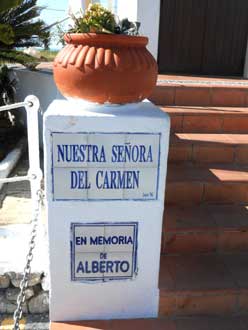 NUESTRA SEÑORA
DEL CARMEN
EN MEMORIA
DE
ALBERTO